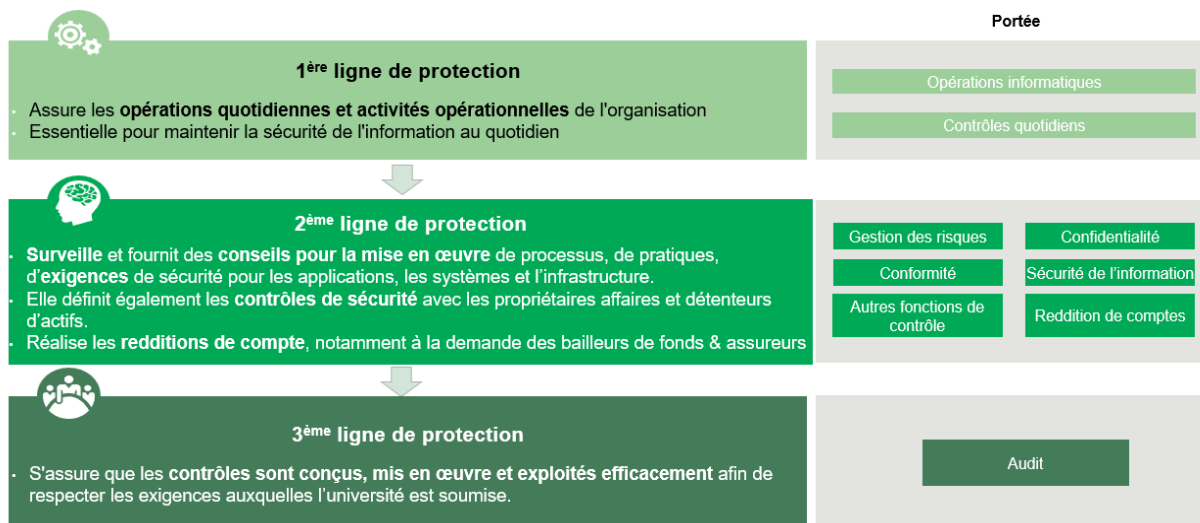 Portée
1ère ligne de protection
· Assure les opérations quotidiennes et activités opérationnelles de l'organisation
· Essentielle pour maintenir la sécurité de l'information au quotidien
Opérations informatiques
Contrôles quotidiens
2ème ligne de protection
· Surveille et fournit des conseils pour la mise en œuvre de processus, de pratiques,
d'exigences de sécurité pour les applications, les systèmes et l'infrastructure.
· Elle définit également les contrôles de sécurité avec les propriétaires affaires et détenteurs
d'actifs.
· Réalise les redditions de compte, notamment à la demande des bailleurs de fonds & assureurs
Gestion des risques
Confidentialité
Conformité
Sécurité de l'information
Autres fonctions de
contrôle
Reddition de comptes
3ème ligne de protection
· S'assure que les contrôles sont conçus, mis en œuvre et exploités efficacement afin de
respecter les exigences auxquelles l'université est soumise.
Audit